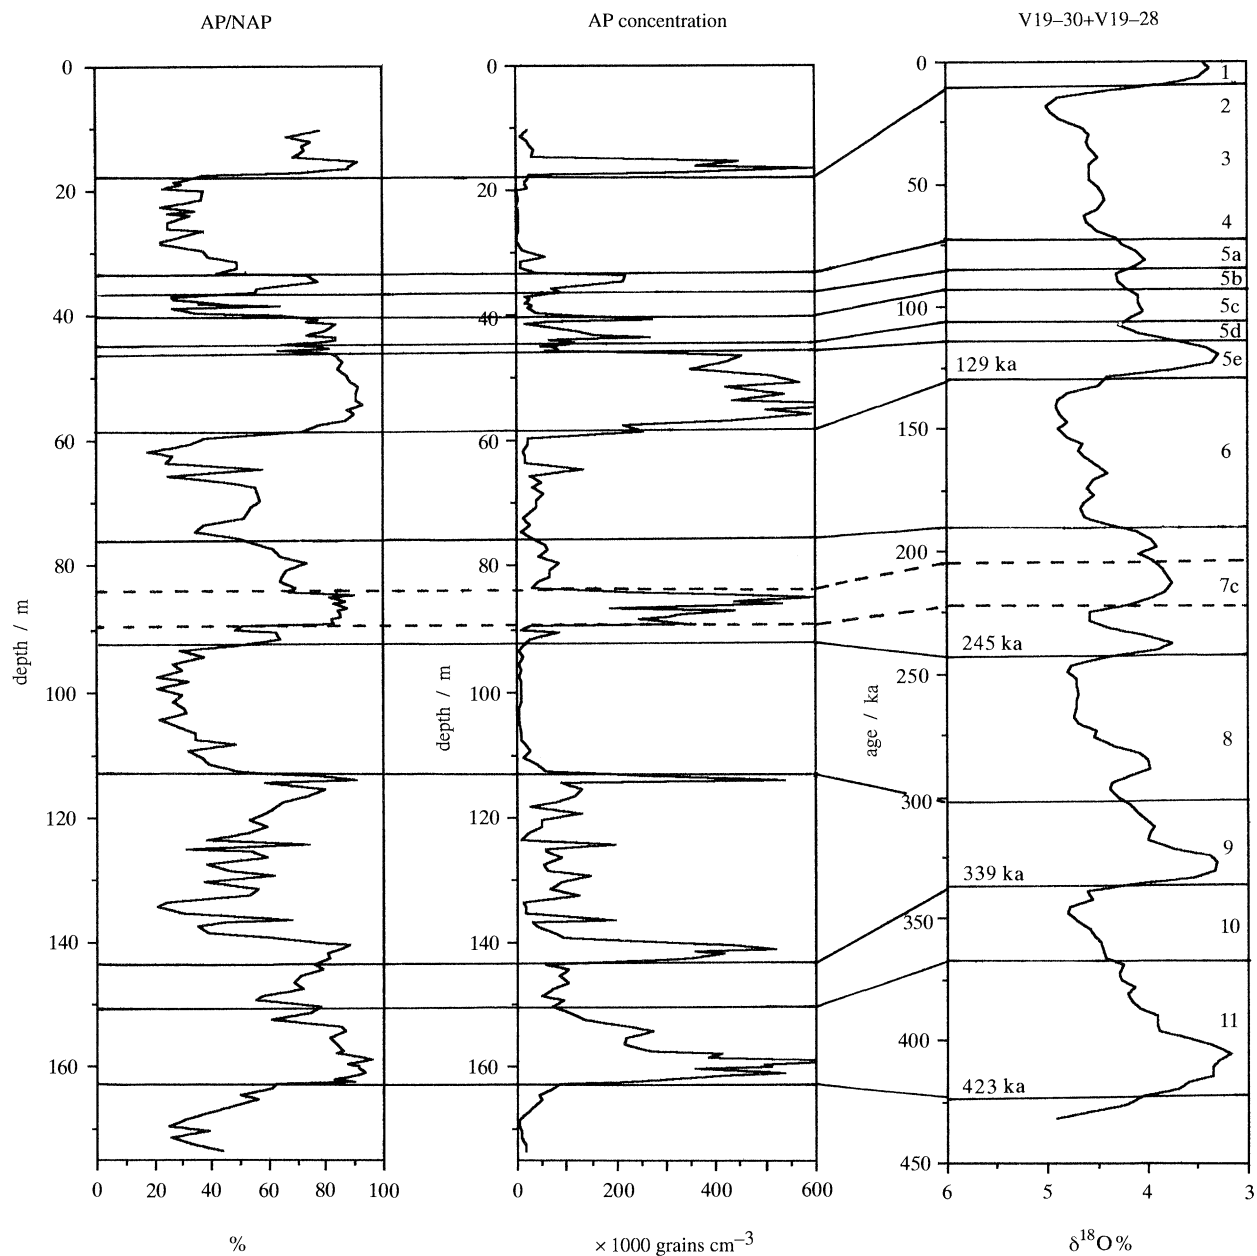 AP/NAP AP concentration V19–30+V19–28
0 0 0
1
2
3
50
20 20
4
5a
5b
100 5c
40 40
5d
129 ka 5e
150
60 60
6
200
80 80
7c
depth / m
245 ka
250
100 100
depth / m
age / ka
8
300
120 120
9
339 ka
350 10
140 140
11
400
160 160
423 ka
450
0 20 40 60 80 100 0 200 400 600 6 5 4 3
% × 1000 grains cm⁻³ δ¹⁸O%